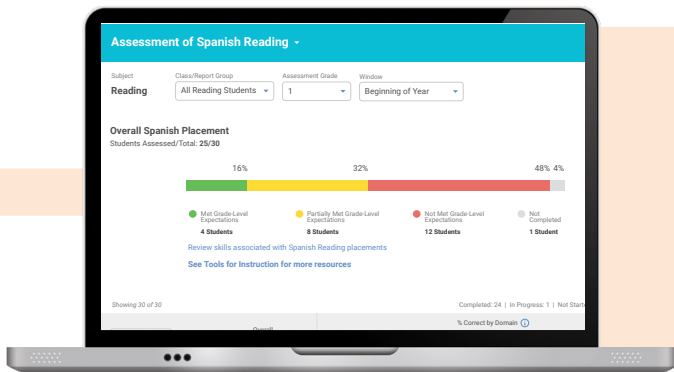 Assessment of Spanish Reading
Subject
Class/Report Group
Assessment Grade
Window
Reading
All Reading Students
1
Beginning of Year
Overall Spanish Placement
Students Assessed/Total: 25/30
16%
32%
48%
4%
Met Grade-Level
Expectations
4 Students
Partially Met Grade-Level
Expectations
8 Students
Not Met Grade-Level
Expectations
12 Students
Not
Completed
1 Student
Review skills associated with Spanish Reading placements
See Tools for Instruction for more resources
Showing 30 of 30
Completed: 24 | In Progress: 1 | Not Starte
% Correct by Domain